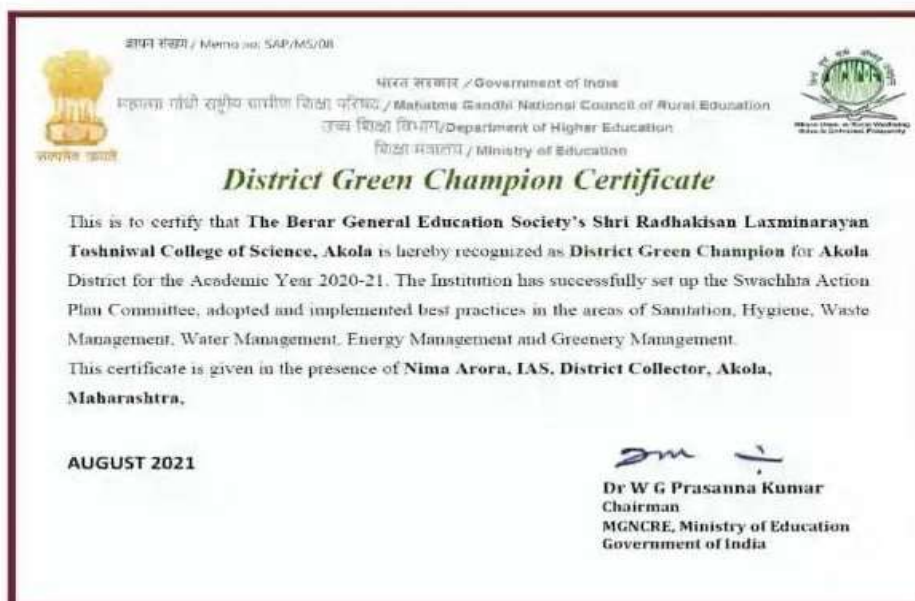 ज्ञापन संख्या / Memo no: SAP/MS/08
भारत सरकार / Government of India
महात्मा गांधी राष्ट्रीय ग्रामीण शिक्षा परिषद / Mahatma Gandhi National Council of Rural Education
उच्च शिक्षा विभाग/Department of Higher Education
शिक्षा मंत्रालय / Ministry of Education
सत्यमेव जयते
MGNCRE
District Green Champion Certificate
This is to certify that The Berar General Education Society's Shri Radhakisan Laxminarayan
Toshniwal College of Science, Akola is hereby recognized as District Green Champion for Akola
District for the Academic Year 2020-21. The Institution has successfully set up the Swachhta Action
Plan Committee, adopted and implemented best practices in the areas of Sanitation, Hygiene, Waste
Management, Water Management, Energy Management and Greenery Management.
This certificate is given in the presence of Nima Arora, IAS, District Collector, Akola,
Maharashtra.
AUGUST 2021
Dr W G Prasanna Kumar
Chairman
MGNCRE, Ministry of Education
Government of India